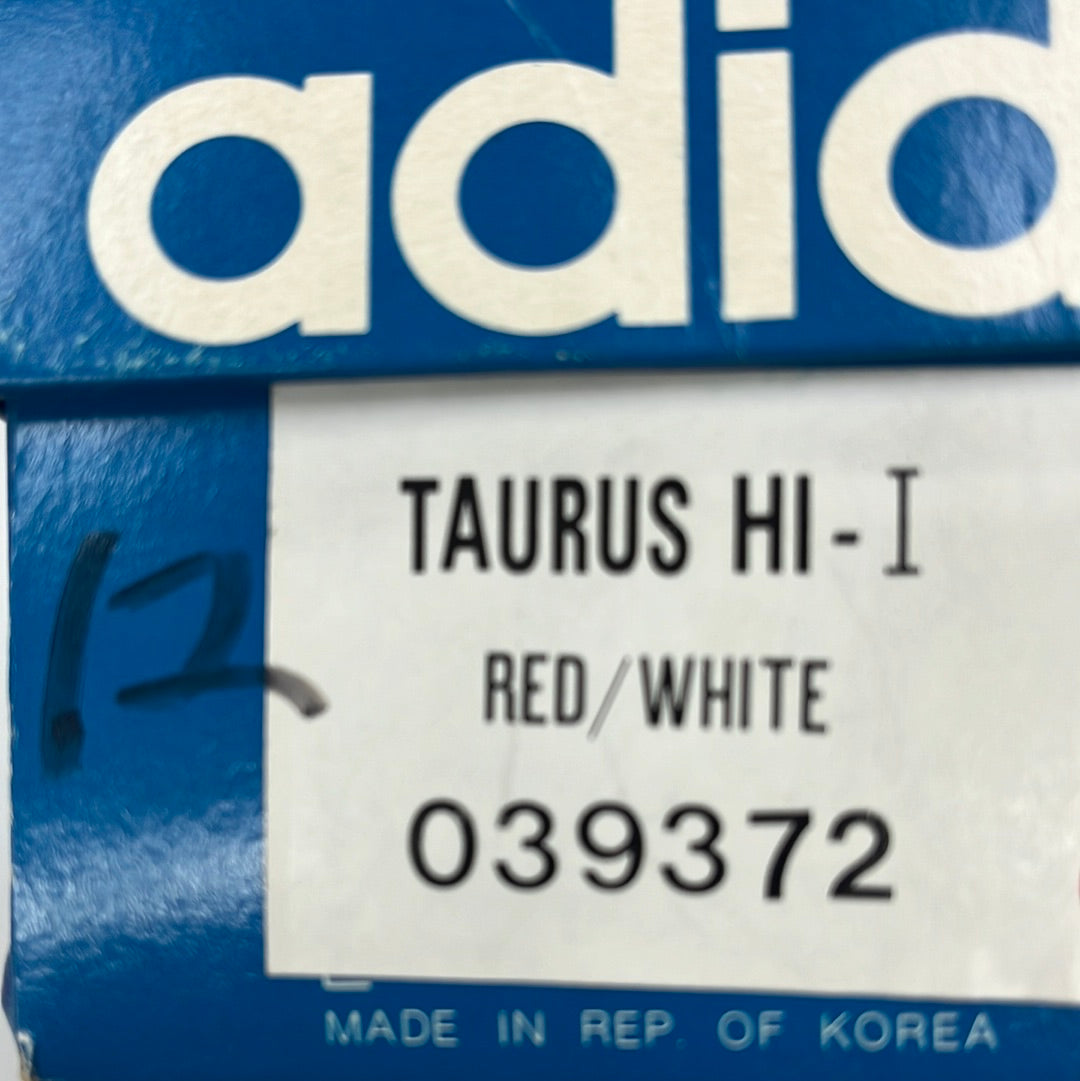 adid
TAURUS HI-I
12
RED/WHITE
039372
MADE IN REP. OF KOREA